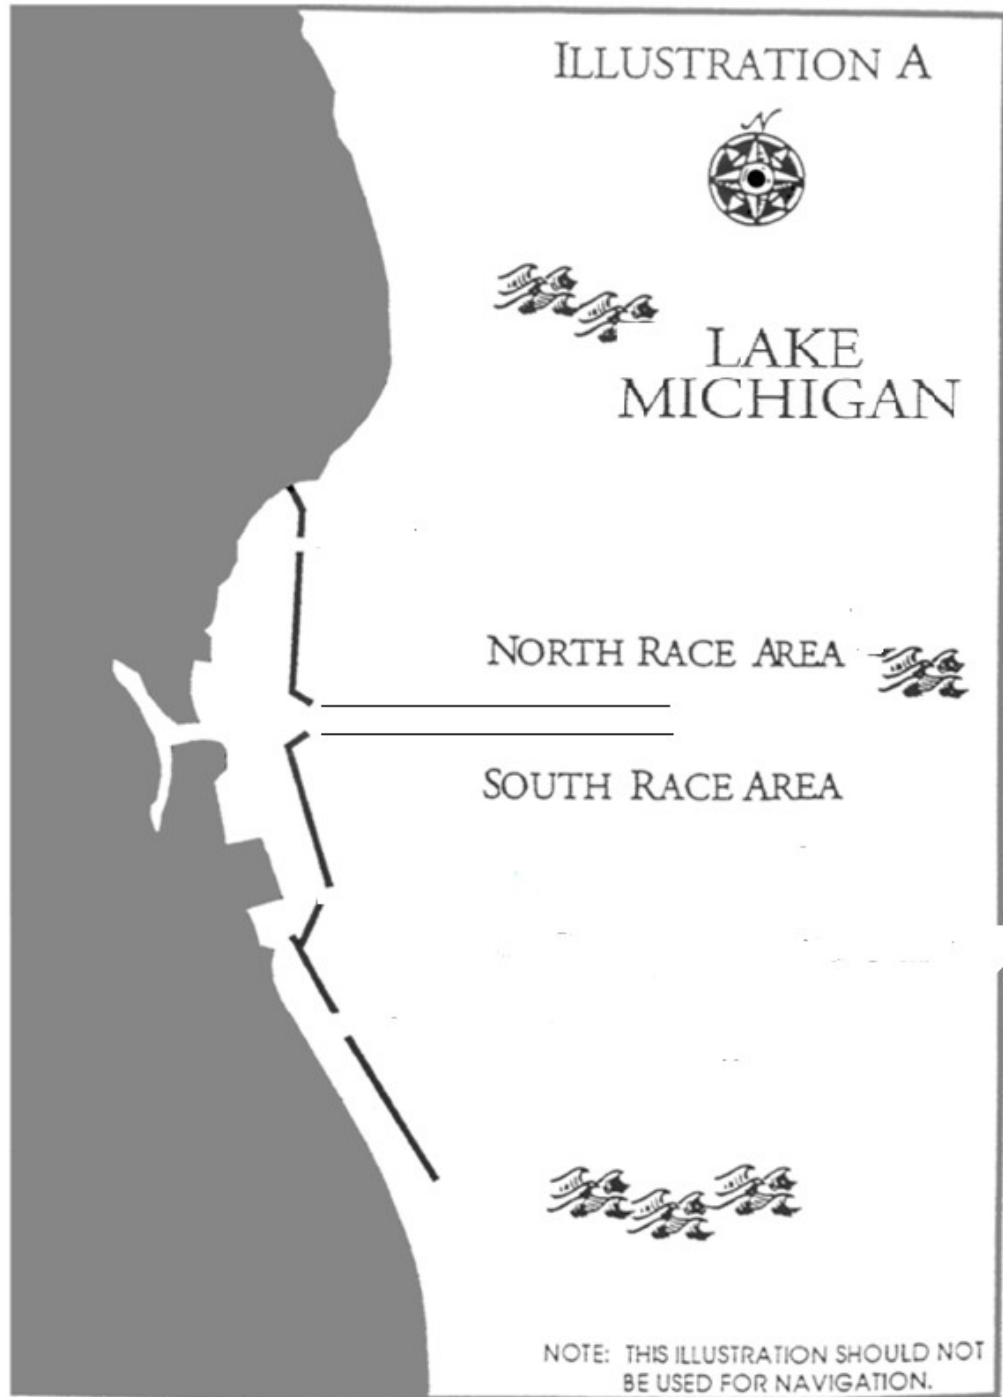 ILLUSTRATION A
N
LAKE
MICHIGAN
NORTH RACE AREA
SOUTH RACE AREA
NOTE: THIS ILLUSTRATION SHOULD NOT
BE USED FOR NAVIGATION.